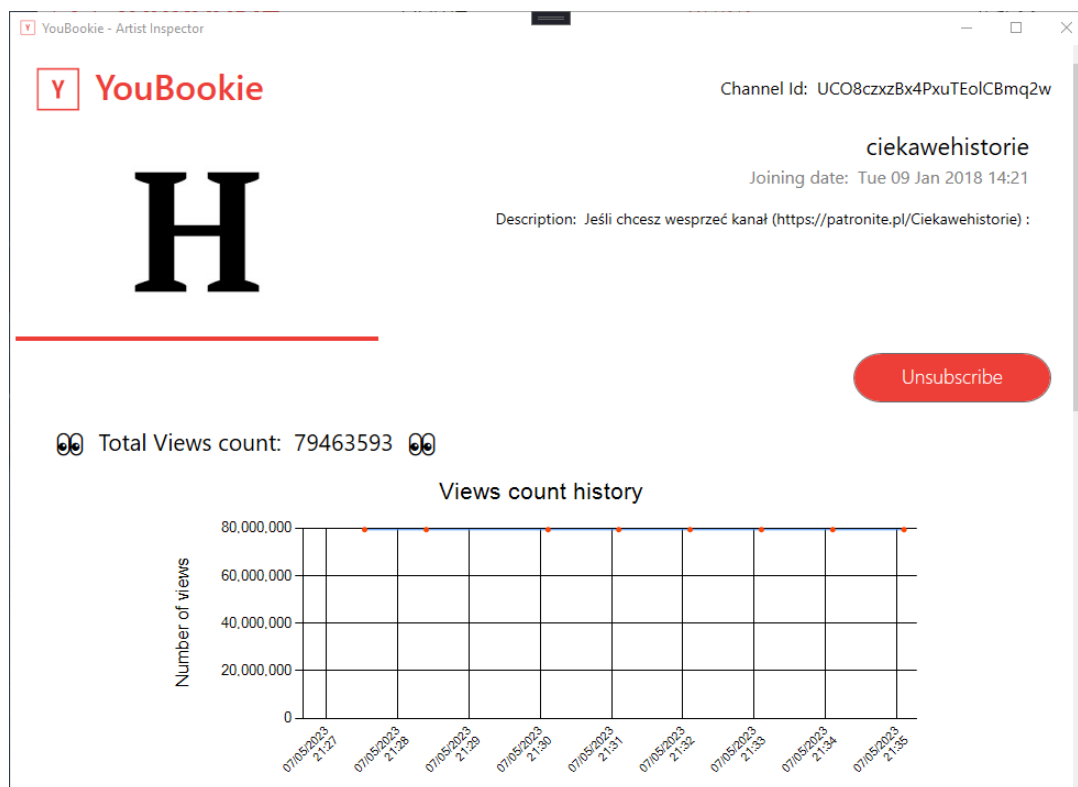 YouBookie - Artist Inspector
Y YouBookie
Channel Id: UCO8czxzBx4PxuTEolCBmq2w
ciekawehistorie
Joining date: Tue 09 Jan 2018 14:21
Description: Jeśli chcesz wesprzeć kanał (https://patronite.pl/Ciekawehistorie) :
H
Unsubscribe
Total Views count: 79463593
Views count history
Number of views
80,000,000
60,000,000
40,000,000
20,000,000
0
07/05/2023
21:27
07/05/2023
21:28
07/05/2023
21:29
07/05/2023
21:30
07/05/2023
21:31
07/05/2023
21:32
07/05/2023
21:33
07/05/2023
21:34
07/05/2023
21:35